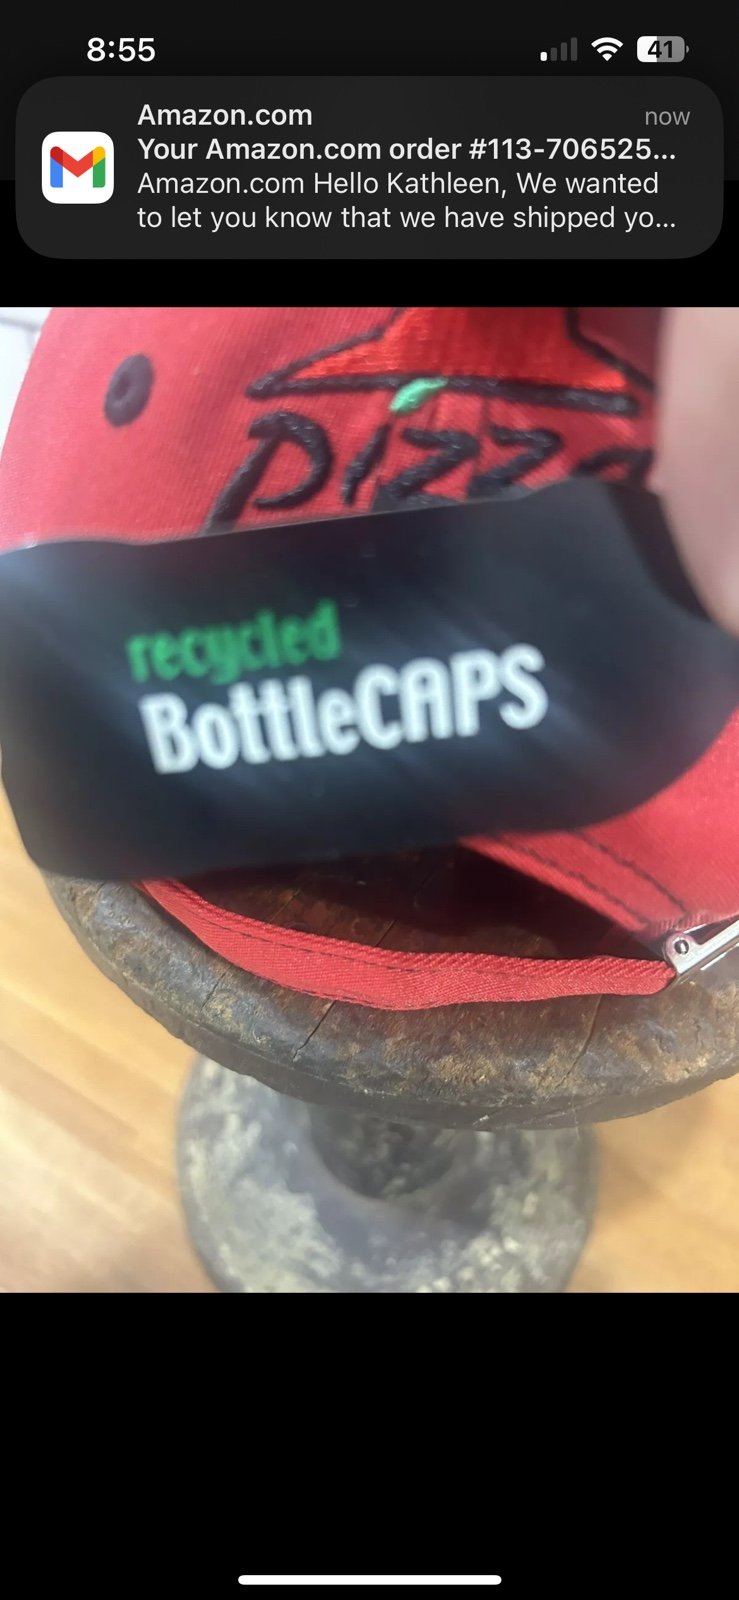 8:55
41
Amazon.com
now
Your Amazon.com order #113-706525...
Amazon.com Hello Kathleen, We wanted
to let you know that we have shipped yo...
Pizza
recycled
BottleCAPS